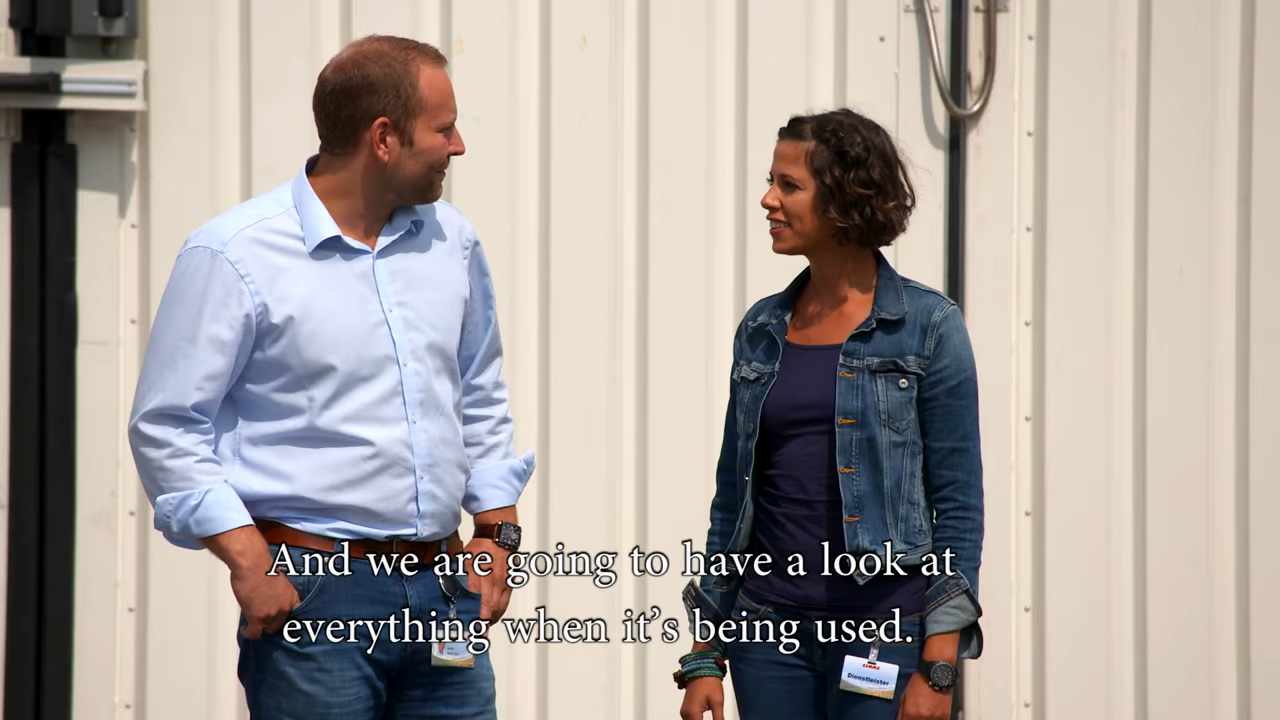 And we are going to have a look at
everything when it's being used.
CLAAS
Dienstleister